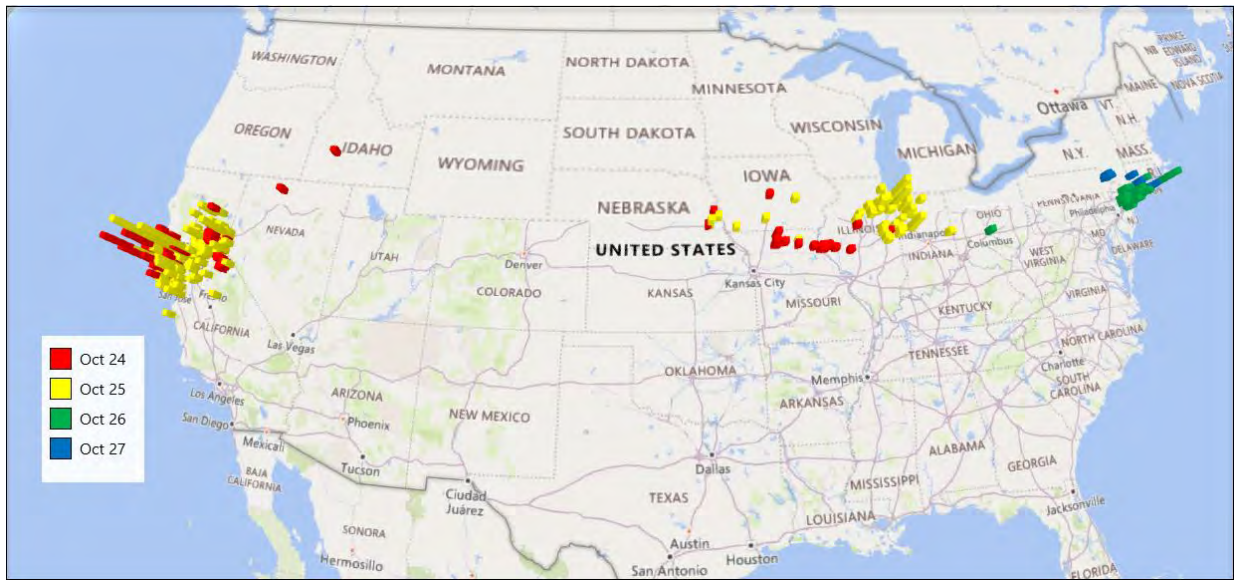 PRINCE
NB EDWARD
ISLAND
WASHINGTON
MONTANA
NORTH DAKOTA
MINNESOTA
MAINE
NOVA SCOTIA
Ottawa
VT
N.H.
OREGON
IDAHO
SOUTH DAKOTA
WISCONSIN
MICHIGAN
N.Y.
MASS.
WYOMING
IOWA
R.I.
NEBRASKA
OHIO
NEVADA
ILLINOIS
UNITED STATES
Columbus
MD
UTAH
Denver
INDIANA
WEST
VIRGINIA
DELAWARE
San Jose
Fresno
COLORADO
KANSAS
Kansas City
MISSOURI
KENTUCKY
VIRGINIA
CALIFORNIA
Las Vegas
NORTH CAROLINA
TENNESSEE
Charlotte
Oct 24
Oct 25
Oct 26
Oct 27
OKLAHOMA
Memphis
SOUTH
CAROLINA
Los Angeles
ARIZONA
ARKANSAS
San Diego
Phoenix
NEW MEXICO
Mexicali
ALABAMA
GEORGIA
Tucson
Dallas
BAJA
CALIFORNIA
MISSISSIPPI
Ciudad
Juárez
TEXAS
LOUISIANA
Jacksonville
SONORA
Hermosillo
Austin
Houston
San Antonio
FLORIDA